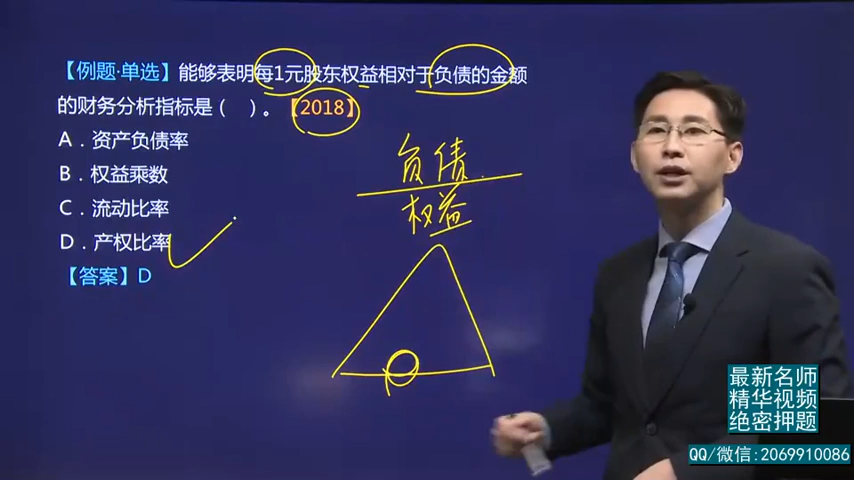 【例题·单选】能够表明每1元股东权益相对于负债的金额
的财务分析指标是（ ）。【2018】
A．资产负债率
B．权益乘数
C．流动比率
D．产权比率
【答案】D
负债
权益
最新名师
精华视频
绝密押题
QQ/微信:2069910086